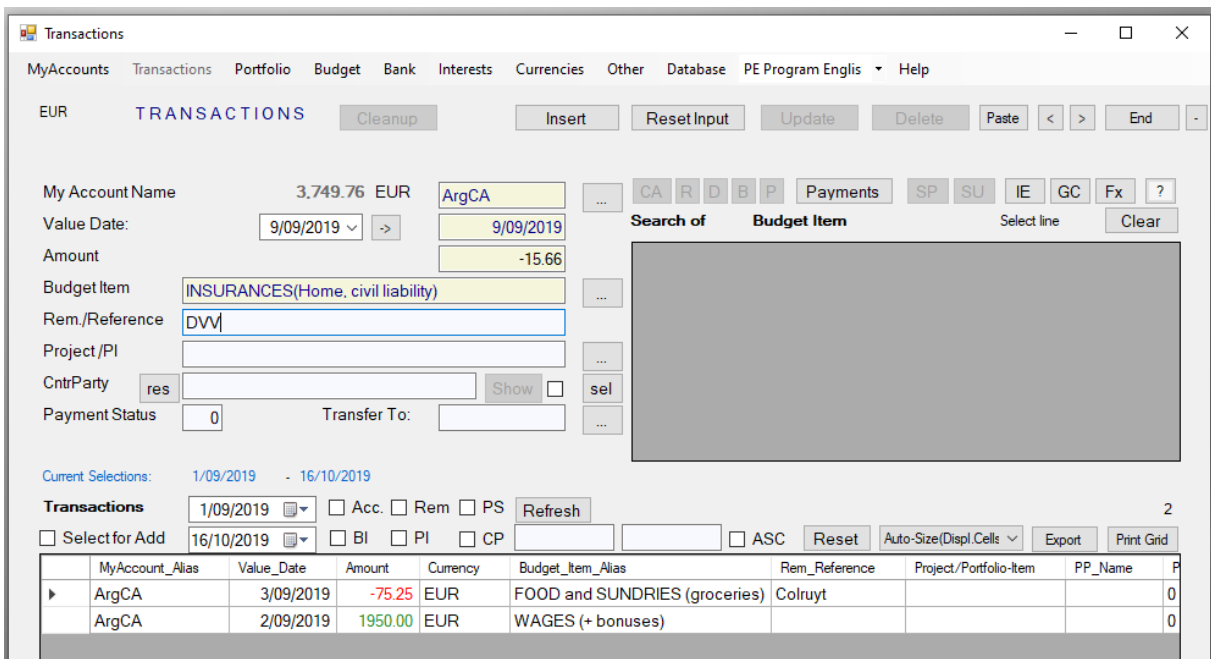 Transactions
MyAccounts Transactions Portfolio Budget Bank Interests Currencies Other Database PE Program Englis Help
EUR TRANSACTIONS Cleanup Insert Reset Input Update Delete Paste < > End -
My Account Name 3,749.76 EUR ArgCA ... CA R D B P Payments SP SU IE GC Fx ?
Value Date: 9/09/2019 -> 9/09/2019 Search of Budget Item Select line Clear
Amount -15.66
Budget Item INSURANCES(Home, civil liability) ...
Rem./Reference DVV
Project /PI ...
CntrParty res Show sel
Payment Status 0 Transfer To: ...
Current Selections: 1/09/2019 - 16/10/2019
Transactions 1/09/2019 Acc. Rem PS Refresh 2
Select for Add 16/10/2019 BI PI CP ASC Reset Auto-Size(Displ.Cells Export Print Grid
MyAccount_Alias Value_Date Amount Currency Budget_Item_Alias Rem_Reference Project/Portfolio-Item PP_Name P
ArgCA 3/09/2019 -75.25 EUR FOOD and SUNDRIES (groceries) Colruyt 0
ArgCA 2/09/2019 1950.00 EUR WAGES (+ bonuses) 0